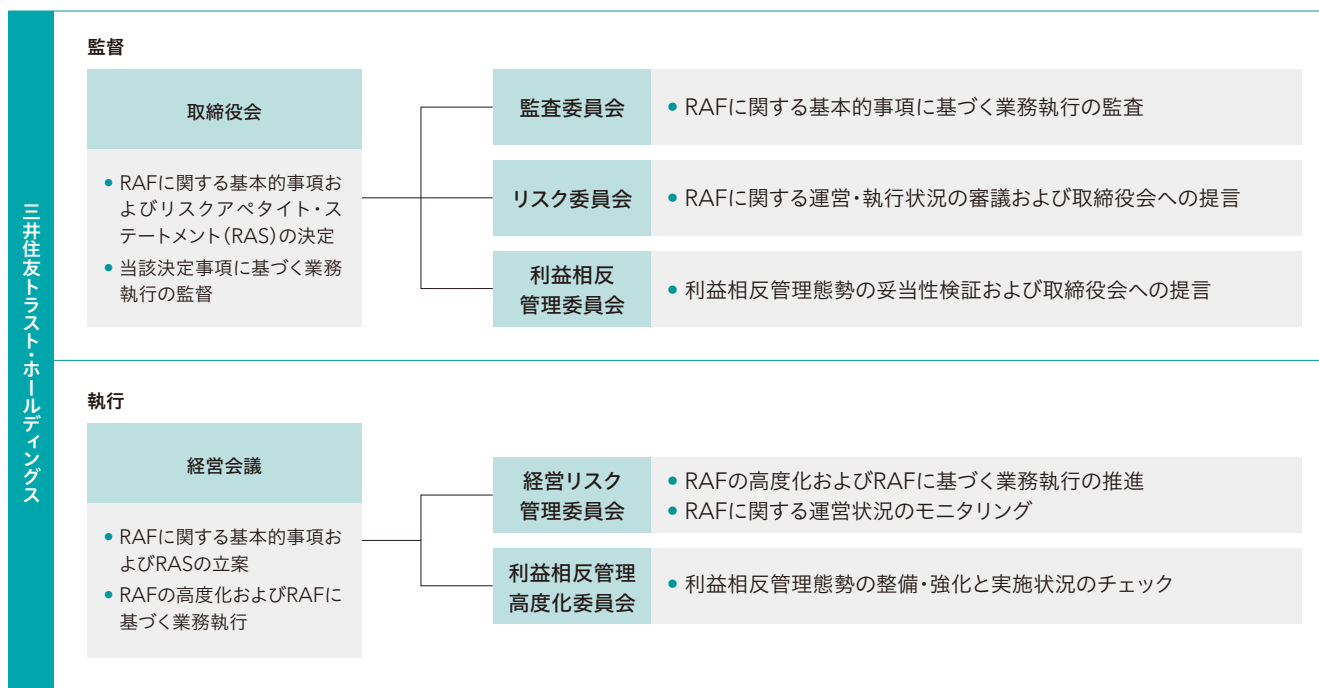 三井住友トラスト・ホールディングス
監督
取締役会
● RAFに関する基本的事項お
よびリスクアペタイト・ス
テートメント(RAS)の決定
● 当該決定事項に基づく業務
執行の監督
監査委員会
● RAFに関する基本的事項に基づく業務執行の監査
リスク委員会
● RAFに関する運営・執行状況の審議および取締役会への提言
利益相反
管理委員会
● 利益相反管理態勢の妥当性検証および取締役会への提言
執行
経営会議
● RAFに関する基本的事項お
よびRASの立案
● RAFの高度化およびRAFに
基づく業務執行
経営リスク
管理委員会
● RAFの高度化およびRAFに基づく業務執行の推進
● RAFに関する運営状況のモニタリング
利益相反管理
高度化委員会
● 利益相反管理態勢の整備・強化と実施状況のチェック